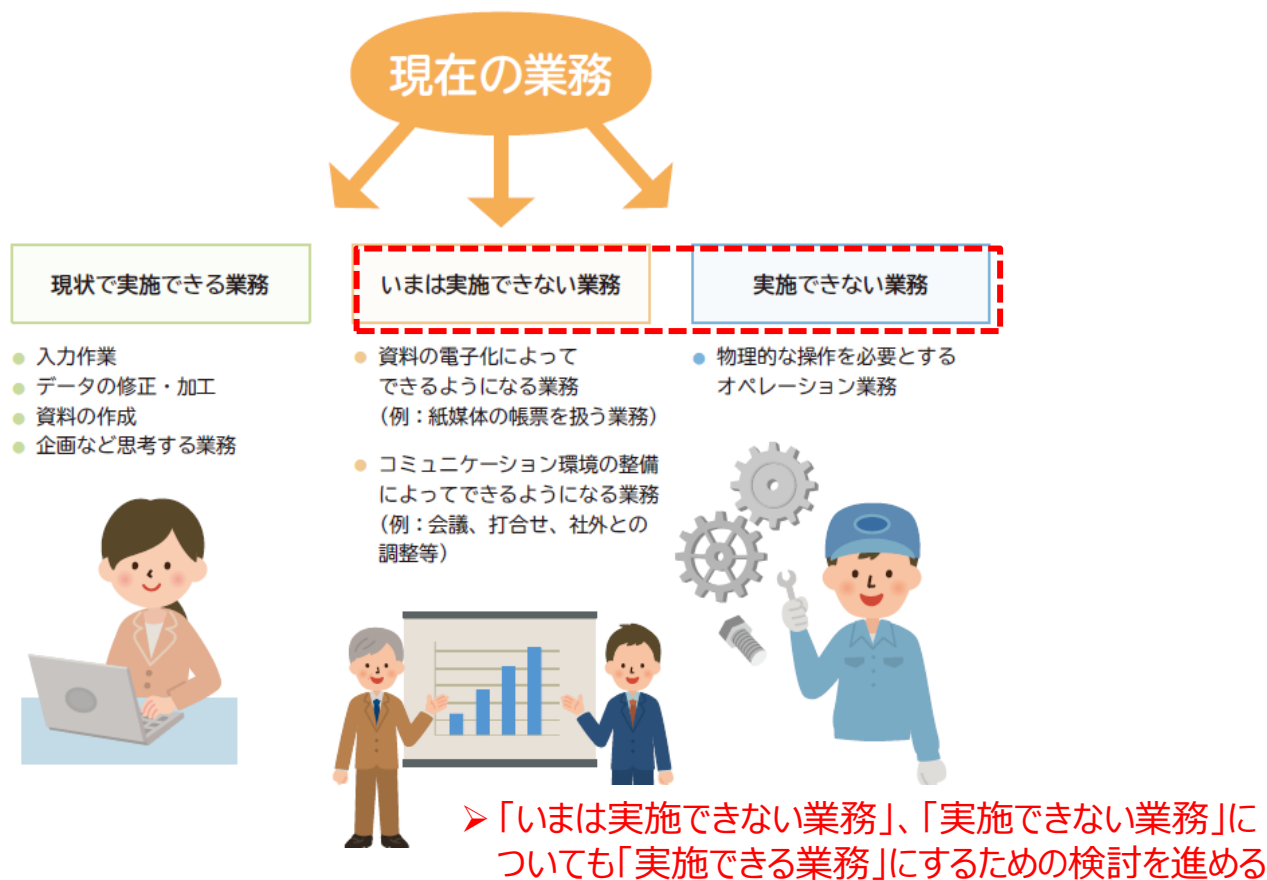 現在の業務
現状で実施できる業務
● 入力作業
● データの修正・加工
● 資料の作成
● 企画など思考する業務
いまは実施できない業務
● 資料の電子化によって
できるようになる業務
（例：紙媒体の帳票を扱う業務）
● コミュニケーション環境の整備
によってできるようになる業務
（例：会議、打合せ、社外との
調整等）
実施できない業務
● 物理的な操作を必要とする
オペレーション業務
➢ 「いまは実施できない業務」、「実施できない業務」に
ついても「実施できる業務」にするための検討を進める